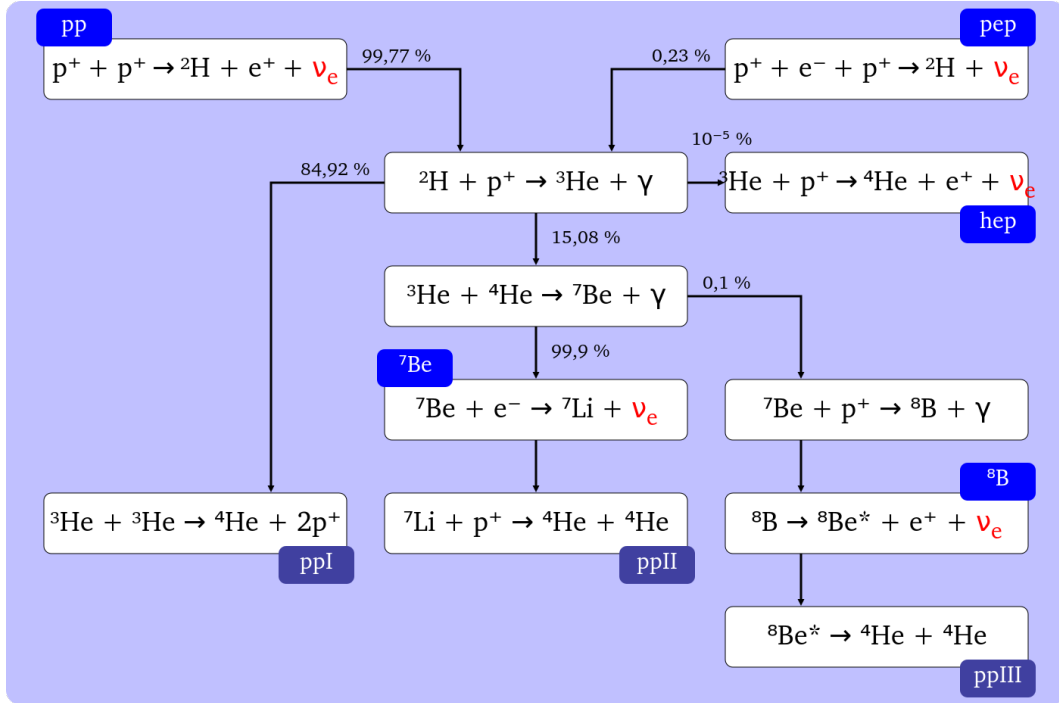 pp
p⁺ + p⁺ → ²H + e⁺ + νₑ
99,77 %
pep
0,23 %
p⁺ + e⁻ + p⁺ → ²H + νₑ
84,92 %
²H + p⁺ → ³He + γ
10⁻⁵ %
³He + p⁺ → ⁴He + e⁺ + νₑ
hep
15,08 %
³He + ⁴He → ⁷Be + γ
0,1 %
99,9 %
⁷Be
⁷Be + e⁻ → ⁷Li + νₑ
⁷Be + p⁺ → ⁸B + γ
³He + ³He → ⁴He + 2p⁺
ppI
⁷Li + p⁺ → ⁴He + ⁴He
ppII
⁸B
⁸B → ⁸Be* + e⁺ + νₑ
⁸Be* → ⁴He + ⁴He
ppIII